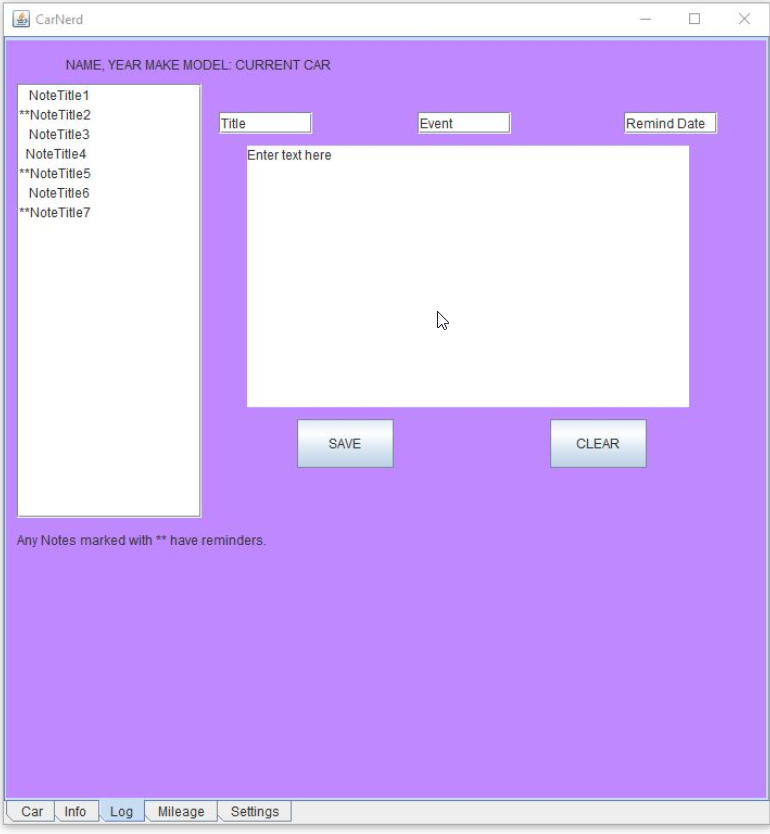 CarNerd
NAME, YEAR MAKE MODEL: CURRENT CAR
NoteTitle1
**NoteTitle2
NoteTitle3
NoteTitle4
**NoteTitle5
NoteTitle6
**NoteTitle7
Title
Event
Remind Date
Enter text here
SAVE
CLEAR
Any Notes marked with ** have reminders.
Car
Info
Log
Mileage
Settings